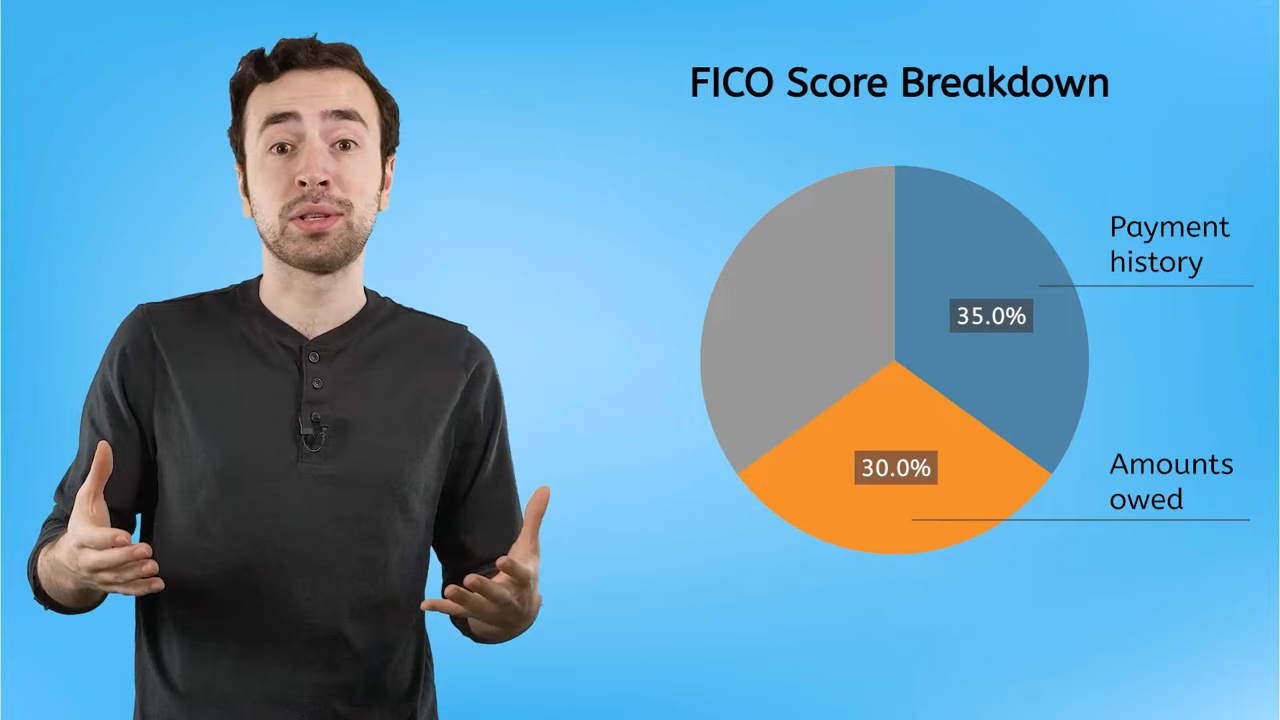 FICO Score Breakdown
Payment
history
35.0%
30.0%
Amounts
owed